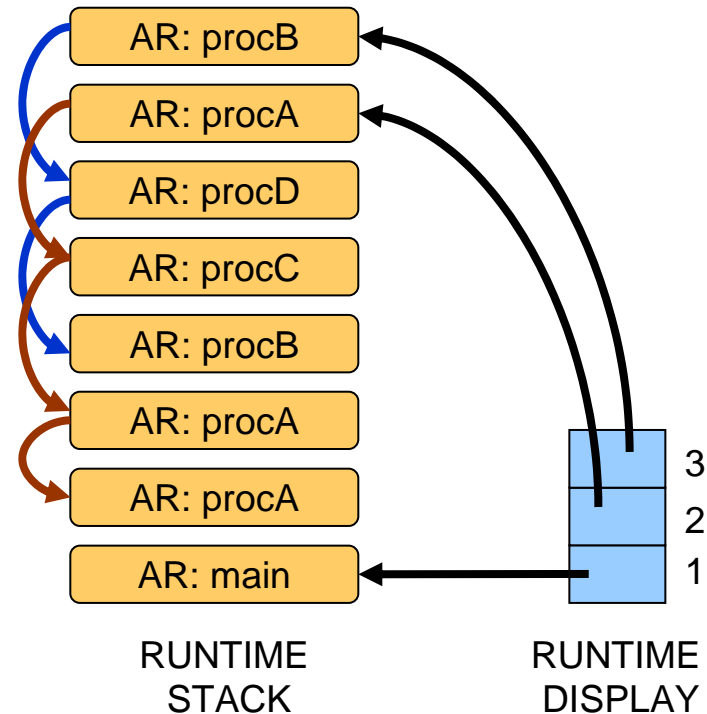 AR: procB
AR: procA
AR: procD
AR: procC
AR: procB
AR: procA
AR: procA
AR: main
3
2
1
RUNTIME
STACK
RUNTIME
DISPLAY